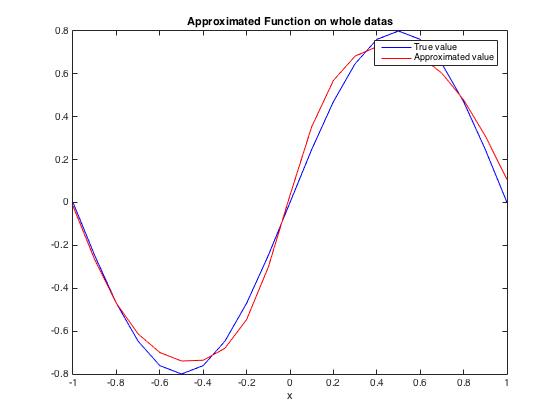 Approximated Function on whole datas
True value
Approximated value
0.8
0.6
0.4
0.2
0
-0.2
-0.4
-0.6
-0.8
-1 -0.8 -0.6 -0.4 -0.2 0 0.2 0.4 0.6 0.8 1
x